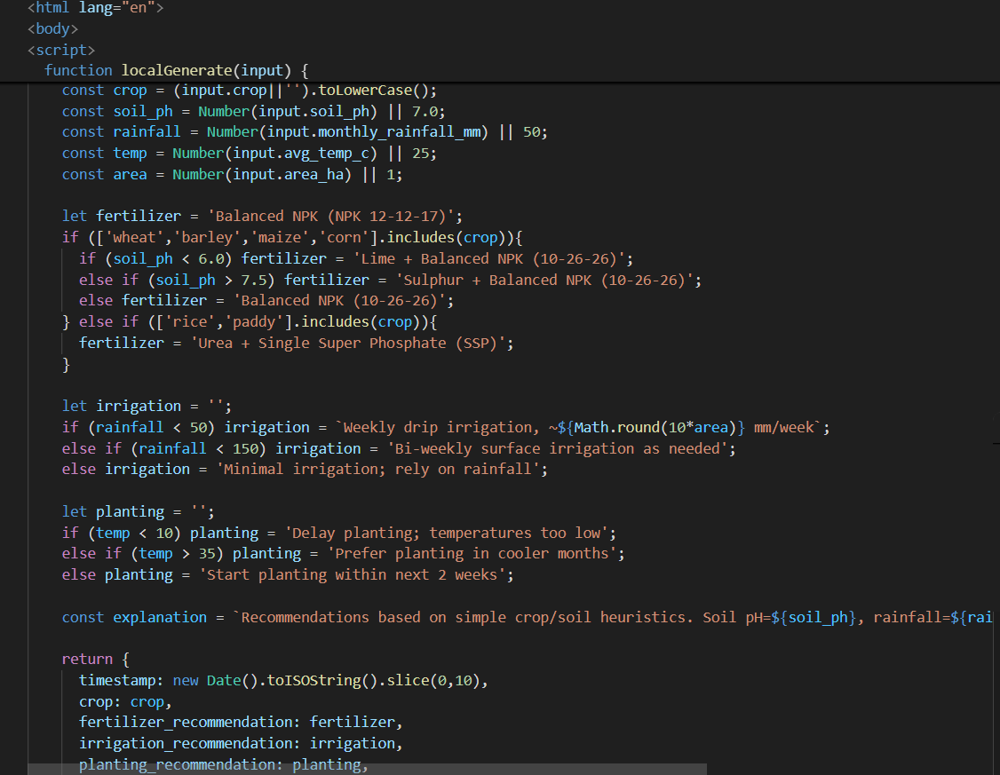 <html lang="en">
<body>
<script>
function localGenerate(input) {
const crop = (input.crop||'').toLowerCase();
const soil_ph = Number(input.soil_ph) || 7.0;
const rainfall = Number(input.monthly_rainfall_mm) || 50;
const temp = Number(input.avg_temp_c) || 25;
const area = Number(input.area_ha) || 1;
let fertilizer = 'Balanced NPK (NPK 12-12-17)';
if (['wheat','barley','maize','corn'].includes(crop)){
if (soil_ph < 6.0) fertilizer = 'Lime + Balanced NPK (10-26-26)';
else if (soil_ph > 7.5) fertilizer = 'Sulphur + Balanced NPK (10-26-26)';
else fertilizer = 'Balanced NPK (10-26-26)';
} else if (['rice','paddy'].includes(crop)){
fertilizer = 'Urea + Single Super Phosphate (SSP)';
}
let irrigation = '';
if (rainfall < 50) irrigation = `Weekly drip irrigation, ~${Math.round(10*area)} mm/week`;
else if (rainfall < 150) irrigation = 'Bi-weekly surface irrigation as needed';
else irrigation = 'Minimal irrigation; rely on rainfall';
let planting = '';
if (temp < 10) planting = 'Delay planting; temperatures too low';
else if (temp > 35) planting = 'Prefer planting in cooler months';
else planting = 'Start planting within next 2 weeks';
const explanation = `Recommendations based on simple crop/soil heuristics. Soil pH=${soil_ph}, rainfall=${rai
return {
timestamp: new Date().toISOString().slice(0,10),
crop: crop,
fertilizer_recommendation: fertilizer,
irrigation_recommendation: irrigation,
planting_recommendation: planting,